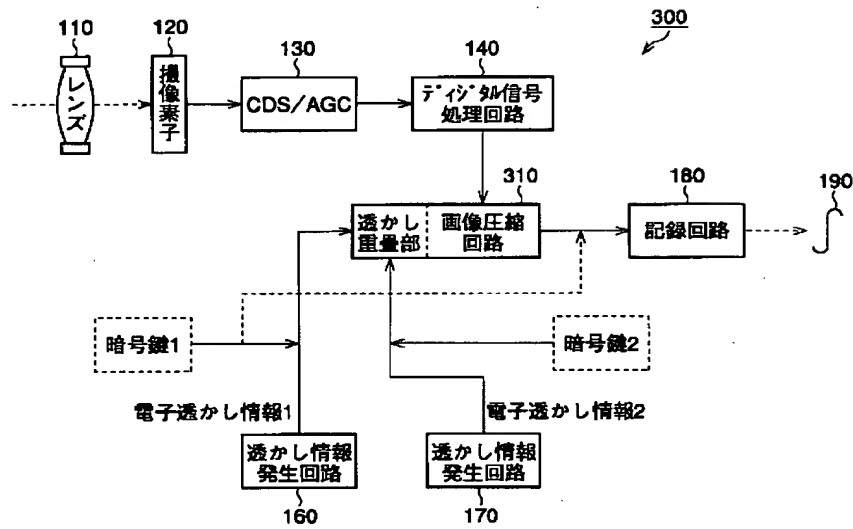 300
110
120
130
140
レンズ
撮像素子
CDS/AGC
ディジタル信号
処理回路
310
180
190
透かし
重畳部
画像圧縮
回路
記録回路
暗号鍵1
暗号鍵2
電子透かし情報1
電子透かし情報2
透かし情報
発生回路
透かし情報
発生回路
160
170